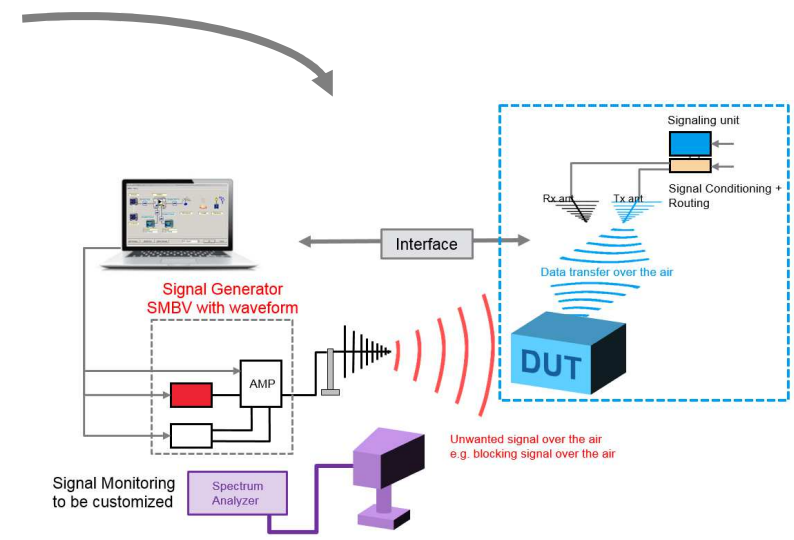 Signaling unit
Signal Conditioning +
Routing
Rx ant
Tx ant
Interface
Data transfer over the air
Signal Generator
SMBV with waveform
AMP
DUT
Unwanted signal over the air
e.g. blocking signal over the air
Signal Monitoring
to be customized
Spectrum
Analyzer